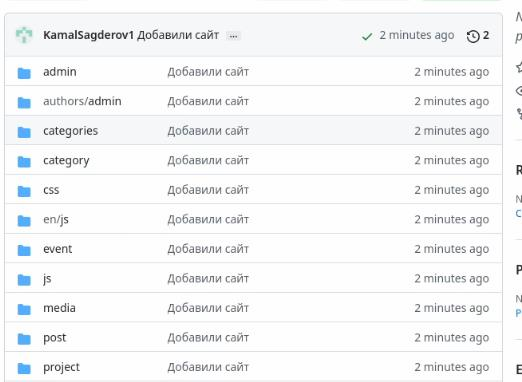 KamalSagderov1 Добавили сайт ... 2 minutes ago 2
admin Добавили сайт 2 minutes ago
authors/admin Добавили сайт 2 minutes ago
categories Добавили сайт 2 minutes ago
category Добавили сайт 2 minutes ago
css Добавили сайт 2 minutes ago
en/js Добавили сайт 2 minutes ago
event Добавили сайт 2 minutes ago
js Добавили сайт 2 minutes ago
media Добавили сайт 2 minutes ago
post Добавили сайт 2 minutes ago
project Добавили сайт 2 minutes ago